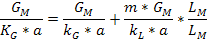 G_M / (K_G * a) = G_M / (k_G * a) + (m * G_M) / (k_L * a) * L_M / L_M